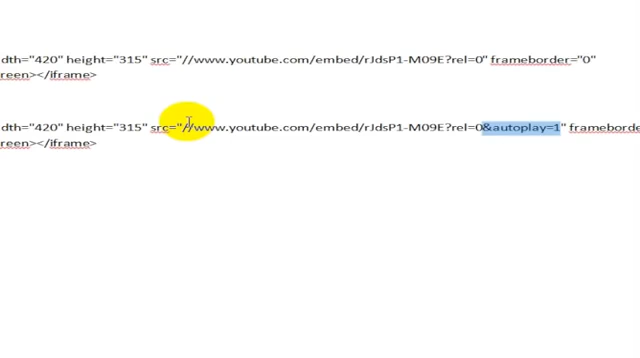 dth="420" height="315" src="//www.youtube.com/embed/rJdsP1-M09E?rel=0" frameborder="0"
reen></iframe>
dth="420" height="315" src="//www.youtube.com/embed/rJdsP1-M09E?rel=0&autoplay=1" framebord
reen></iframe>